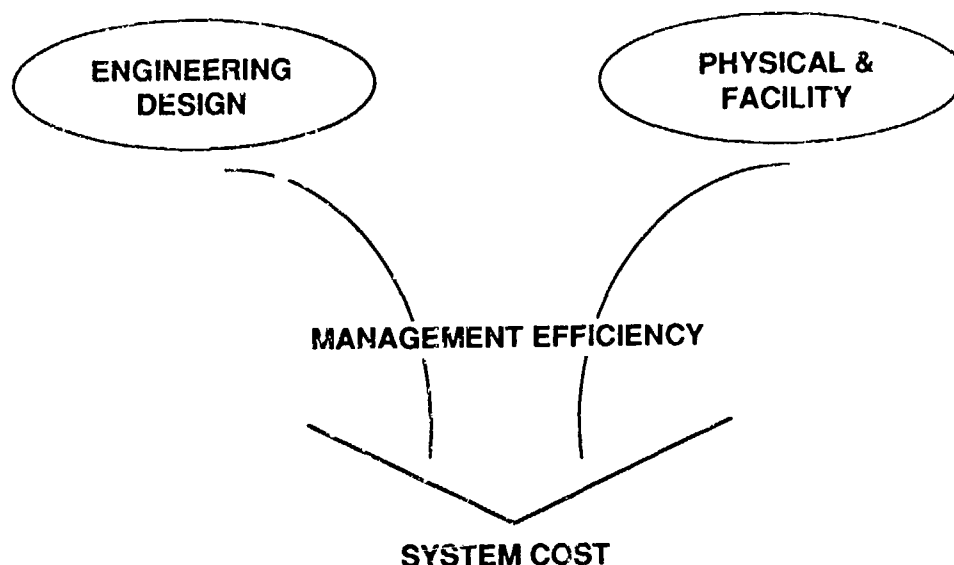 ENGINEERING
DESIGN
PHYSICAL &
FACILITY
MANAGEMENT EFFICIENCY
SYSTEM COST